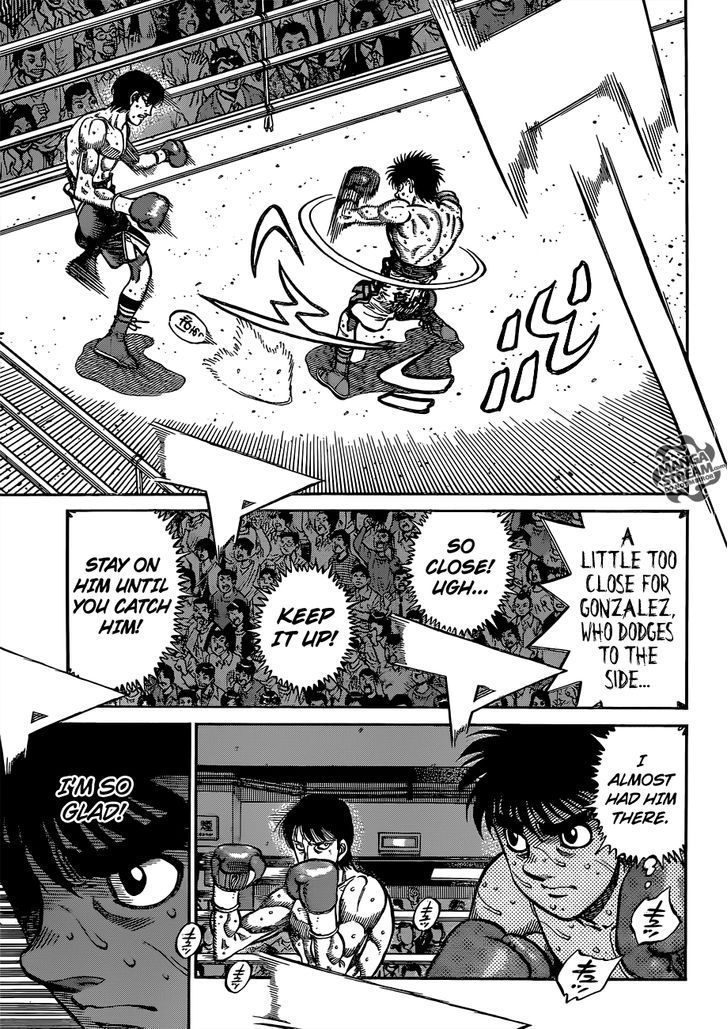 A
LITTLE TOO
CLOSE FOR
GONZALEZ,
WHO DODGES
TO THE
SIDE...
SO
CLOSE!
UGH...
KEEP
IT UP!
STAY ON
HIM UNTIL
YOU CATCH
HIM!
I
ALMOST
HAD HIM
THERE.
I'M SO
GLAD!
MANGA
STREAM.com